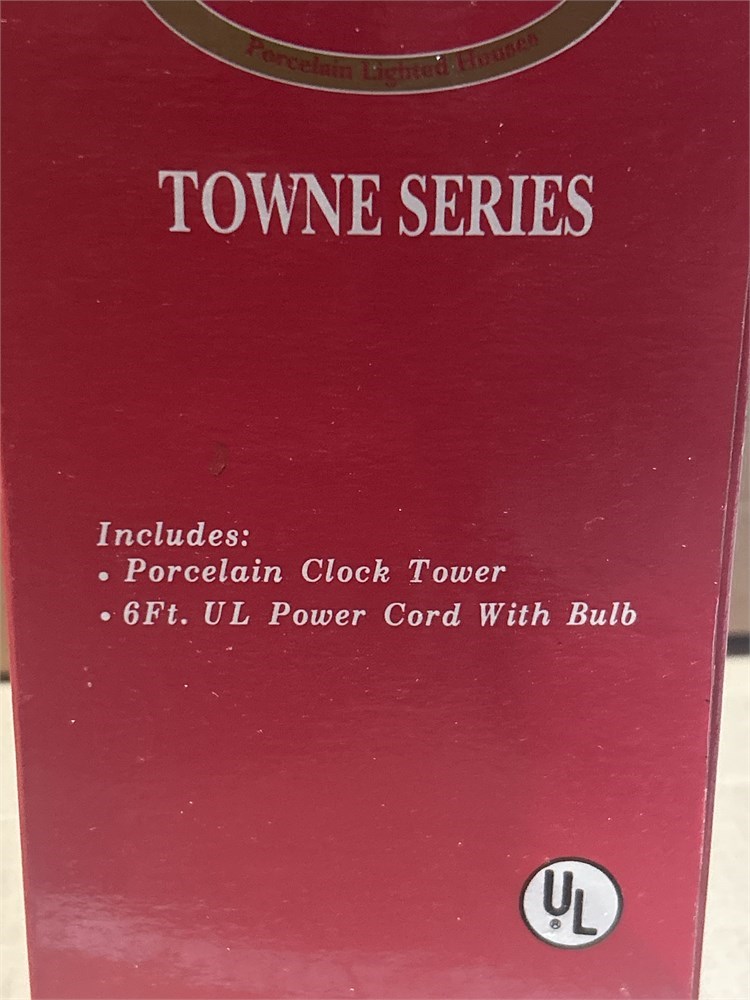 Porcelain Lighted Houses
TOWNE SERIES
Includes:
• Porcelain Clock Tower
• 6Ft. UL Power Cord With Bulb
UL
®